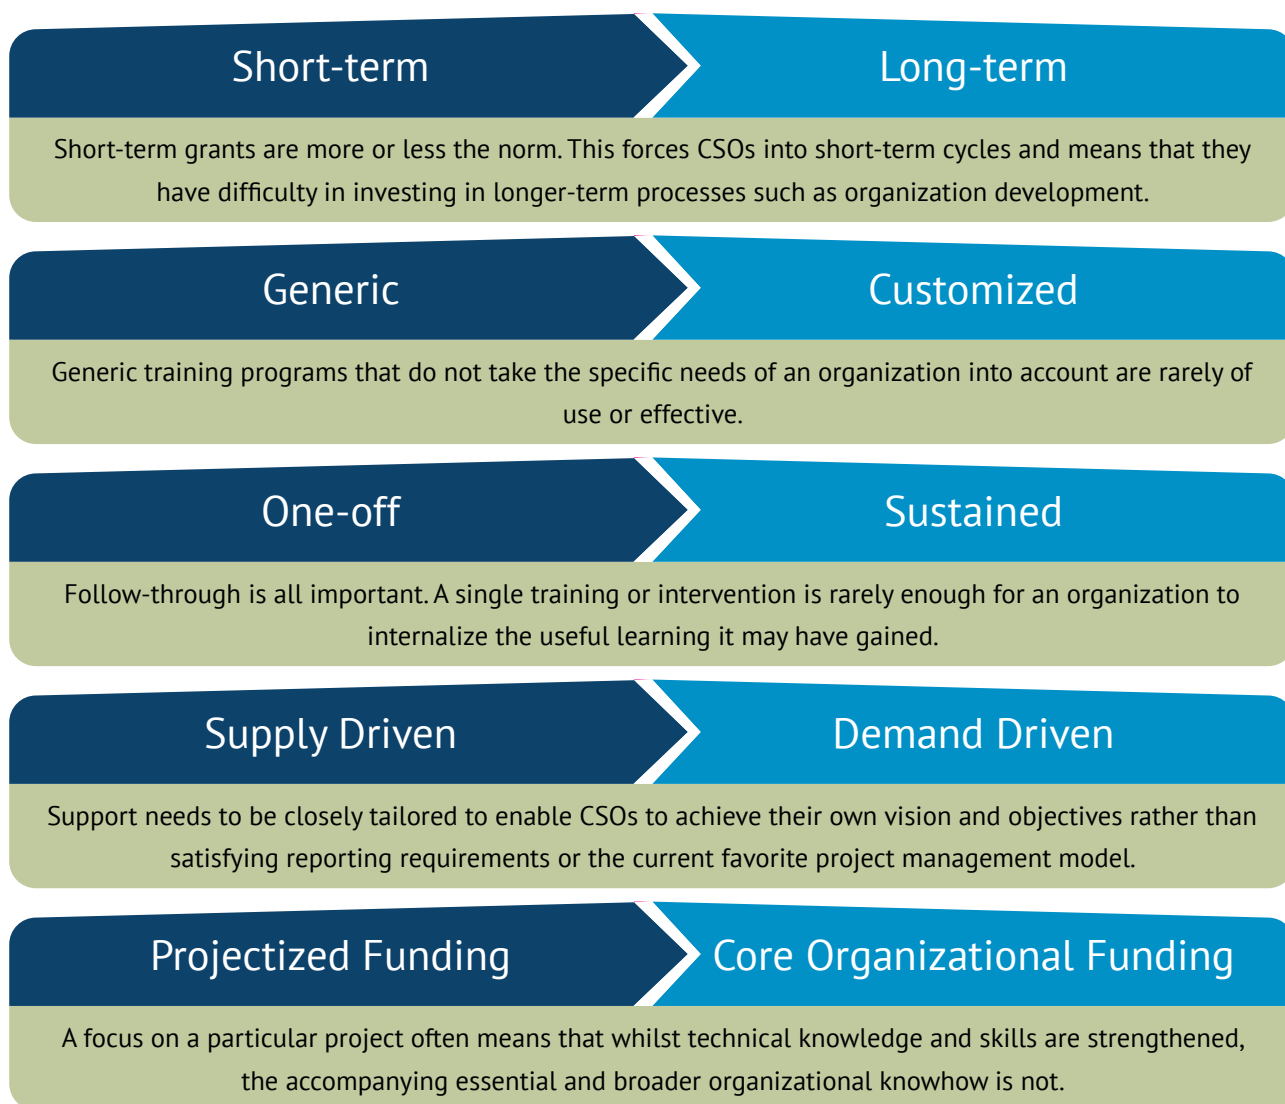 Short-term
Long-term
Short-term grants are more or less the norm. This forces CSOs into short-term cycles and means that they
have difficulty in investing in longer-term processes such as organization development.
Generic
Customized
Generic training programs that do not take the specific needs of an organization into account are rarely of
use or effective.
One-off
Sustained
Follow-through is all important. A single training or intervention is rarely enough for an organization to
internalize the useful learning it may have gained.
Supply Driven
Demand Driven
Support needs to be closely tailored to enable CSOs to achieve their own vision and objectives rather than
satisfying reporting requirements or the current favorite project management model.
Projectized Funding
Core Organizational Funding
A focus on a particular project often means that whilst technical knowledge and skills are strengthened,
the accompanying essential and broader organizational knowhow is not.